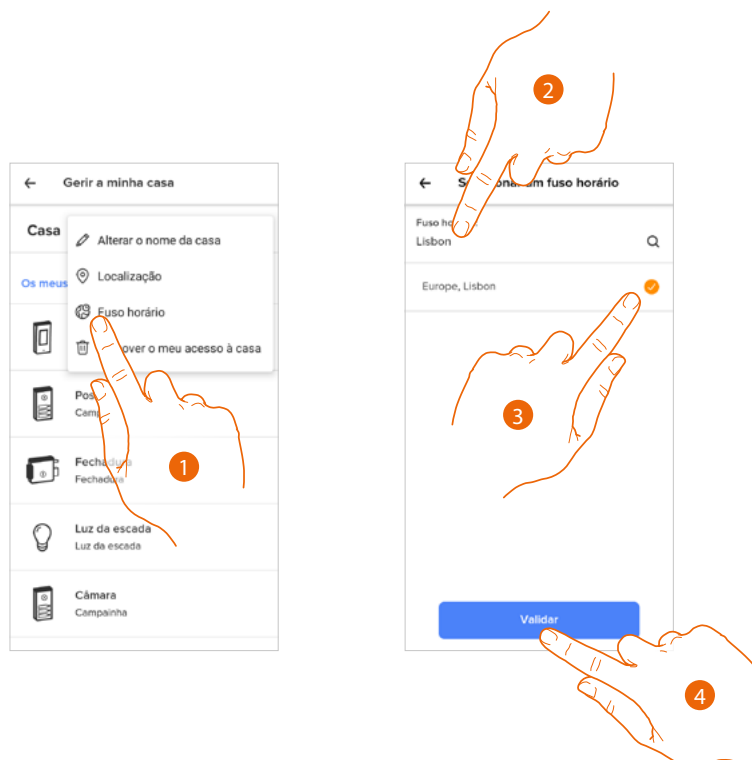 2
Gerir a minha casa
Casa
Alterar o nome da casa
Localização
Os meus
Fuso horário
over o meu acesso à casa
Pos
Camp
Fechadura
Fechadura
1
Luz da escada
Luz da escada
Câmara
Campainha
um fuso horário
Fuso
Lisbon
Europe, Lisbon
3
Validar
4